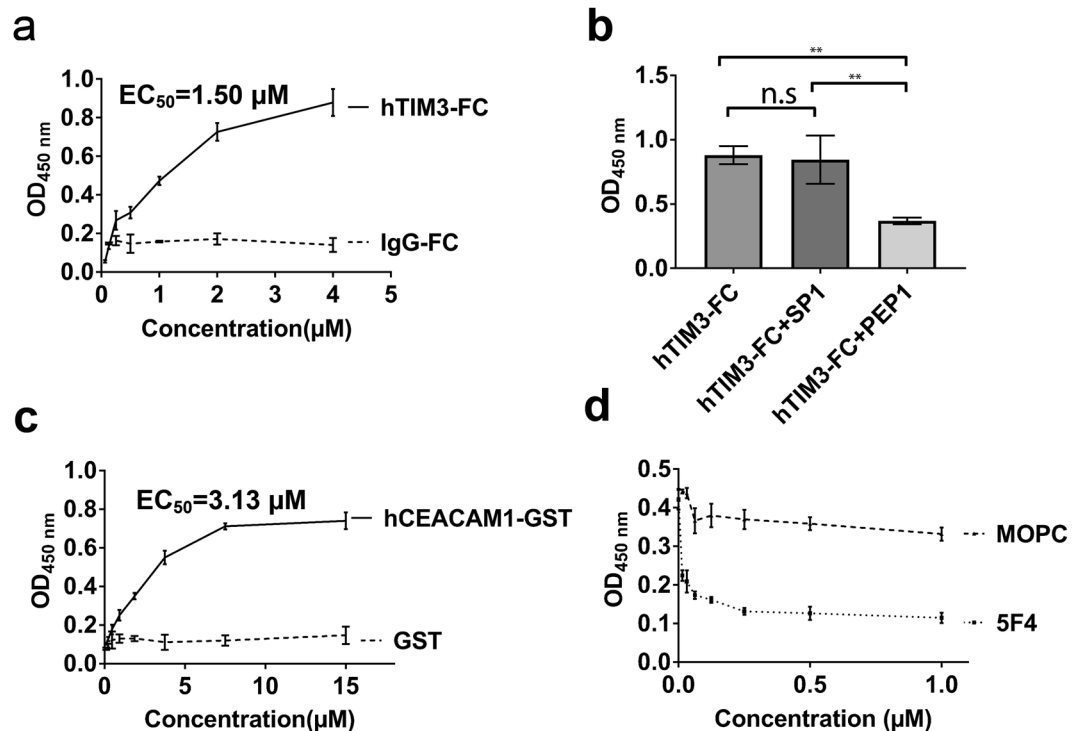 a
EC50=1.50 µM
hTIM3-FC
IgG-FC
OD450 nm
1.0
0.8
0.6
0.4
0.2
0.0
0 1 2 3 4 5
Concentration(µM)
b
**
**
n.s
OD450 nm
1.5
1.0
0.5
0.0
hTIM3-FC
hTIM3-FC+SP1
hTIM3-FC+PEP1
c
EC50=3.13 µM
hCEACAM1-GST
GST
OD450 nm
1.0
0.8
0.6
0.4
0.2
0.0
0 5 10 15
Concentration(µM)
d
MOPC
5F4
OD450 nm
0.5
0.4
0.3
0.2
0.1
0.0
0.0 0.5 1.0
Concentration (µM)